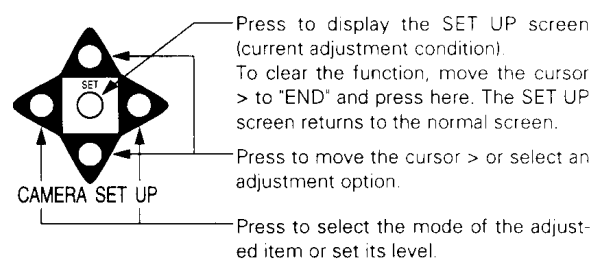 Press to display the SET UP screen
(current adjustment condition).
To clear the function, move the cursor
> to "END" and press here. The SET UP
screen returns to the normal screen.
SET
Press to move the cursor > or select an
adjustment option.
CAMERA SET UP
Press to select the mode of the adjust-
ed item or set its level.